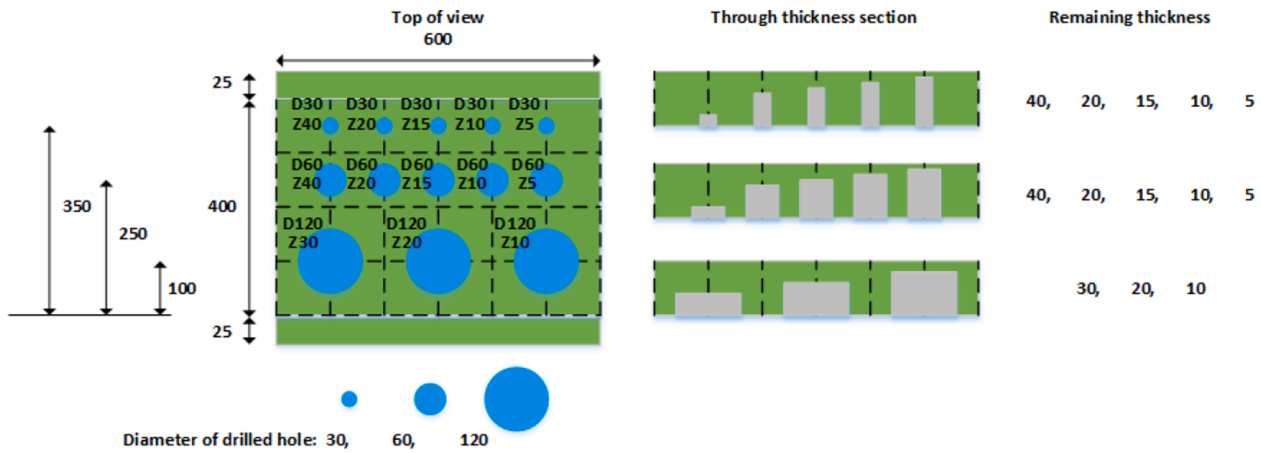 Top of view
600
Through thickness section
Remaining thickness
25
D30 D30 D30 D30 D30
Z40 Z20 Z15 Z10 Z5
40, 20, 15, 10, 5
D60 D60 D60 D60 D60
Z40 Z20 Z15 Z10 Z5
350
400
40, 20, 15, 10, 5
250
D120 D120 D120
Z30 Z20 Z10
100
30, 20, 10
25
Diameter of drilled hole: 30, 60, 120